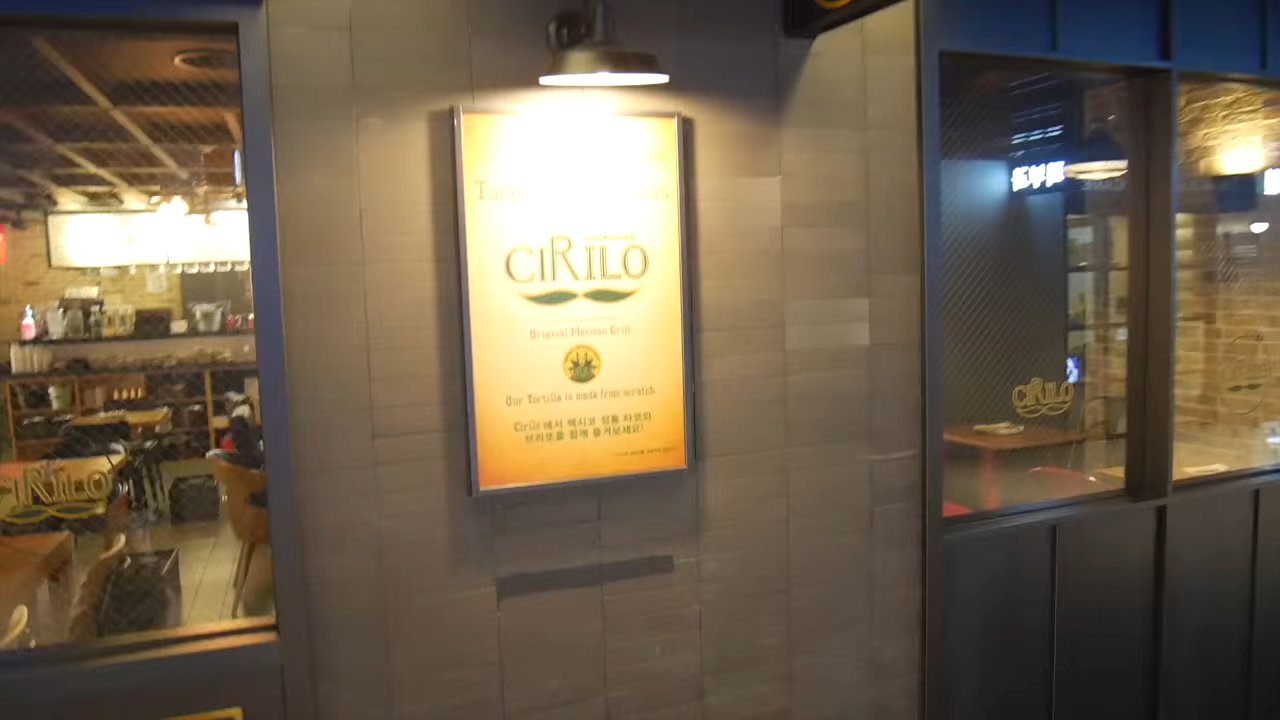 CIRILO
Original Mexican Grill
Our Tortilla is made from scratch
Cirilo 에서 멕시코 정통 타코와
브리또를 함께 즐겨보세요!
CIRILO
CIRILO